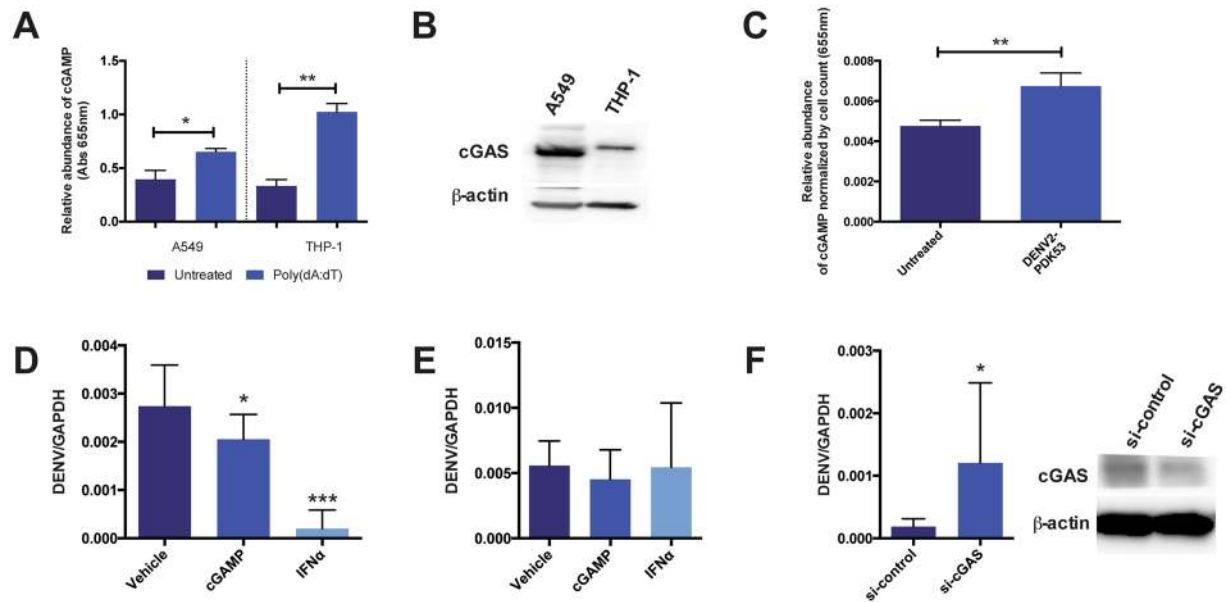 A
Relative abundance of cGAMP
(Abs 655nm)
1.5
1.0
0.5
0.0
*
**
A549
THP-1
Untreated
Poly(dA:dT)
B
A549
THP-1
cGAS
β-actin
C
Relative abundance
of cGAMP normalized by cell count (655nm)
0.008
0.006
0.004
0.002
0.000
**
Untreated
DENV2-
PDK53
D
DENV/GAPDH
0.004
0.003
0.002
0.001
0.000
*
***
Vehicle
cGAMP
IFNα
E
DENV/GAPDH
0.015
0.010
0.005
0.000
Vehicle
cGAMP
IFNα
F
DENV/GAPDH
0.003
0.002
0.001
0.000
*
si-control
si-cGAS
si-control
si-cGAS
cGAS
β-actin